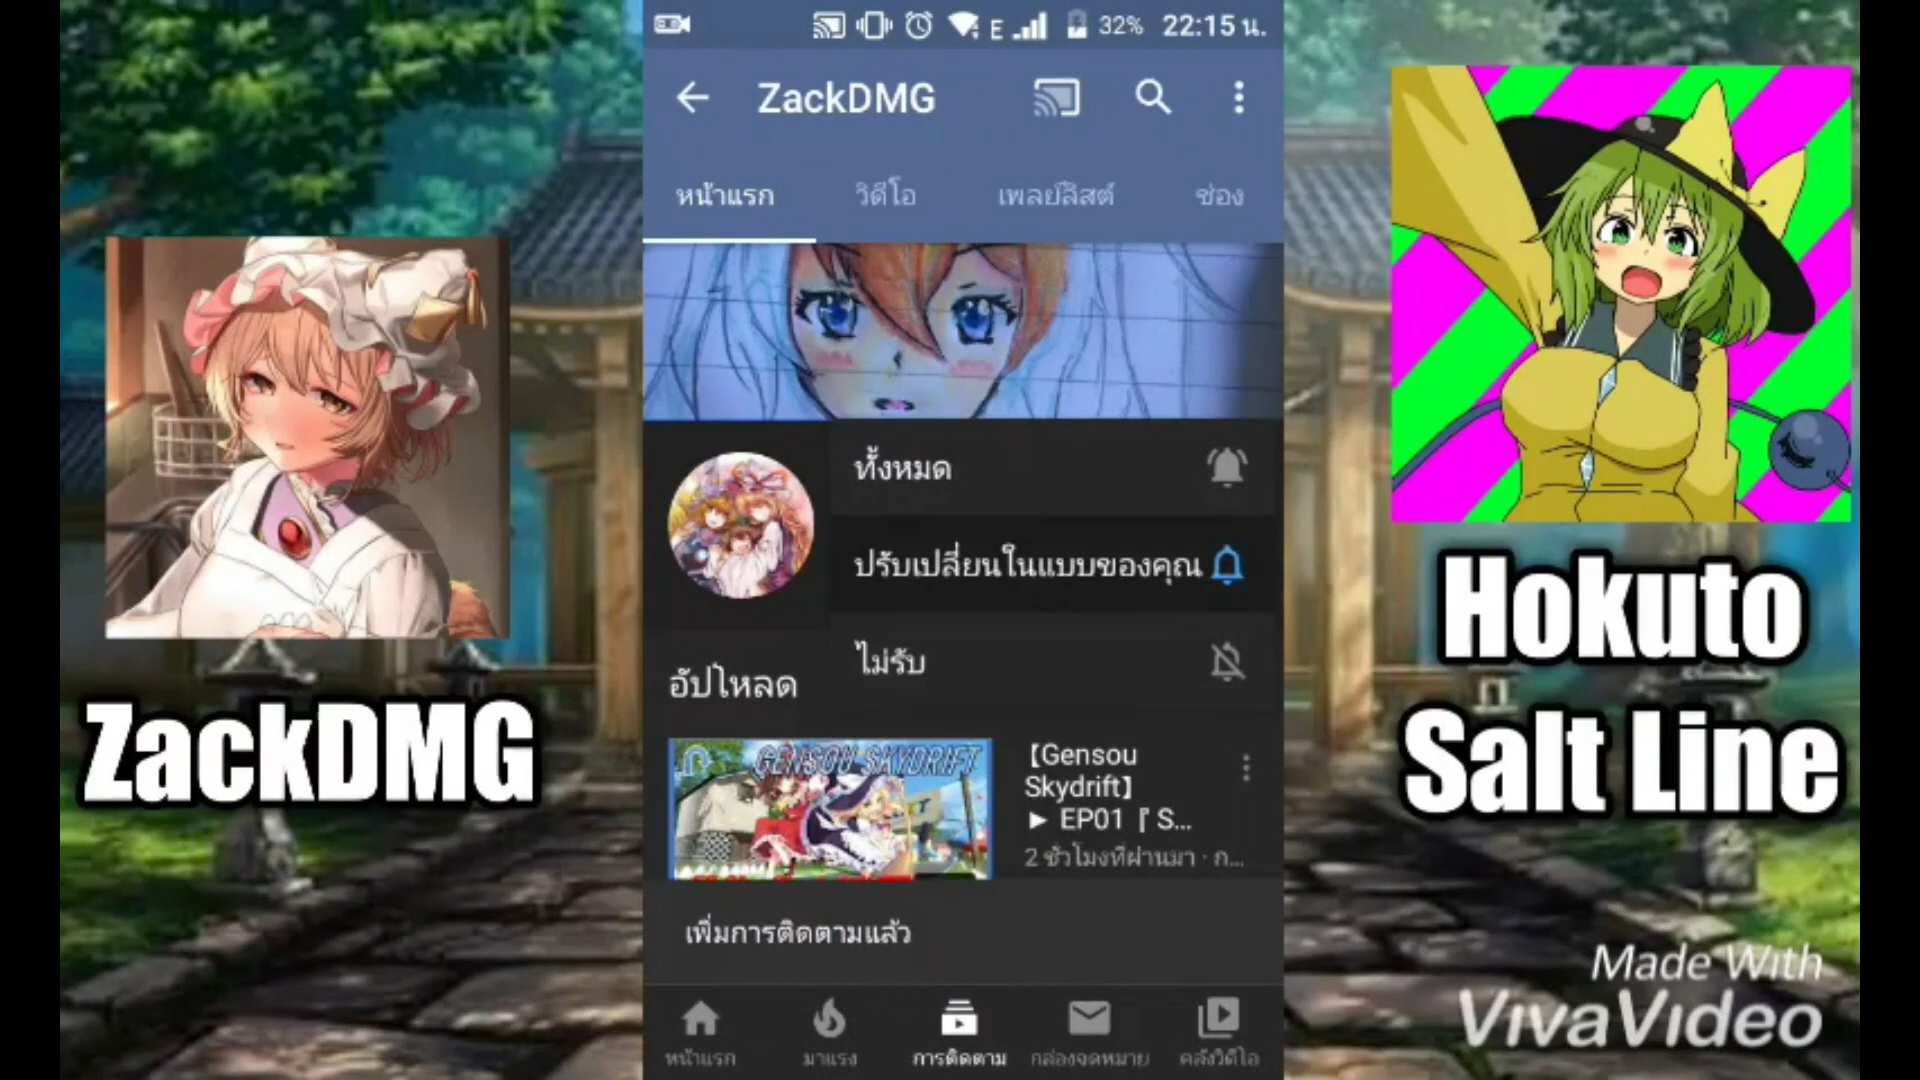 32% 22:15 น.
ZackDMG
หน้าแรก วิดีโอ เพลย์ลิสต์ ช่อง
ทั้งหมด
ปรับเปลี่ยนในแบบของคุณ
ไม่รับ
อัปโหลด
GENSOU SKYDRIFT
【Gensou
Skydrift】
► EP01『 S...
2 ชั่วโมงที่ผ่านมา · ก...
เพิ่มการติดตามแล้ว
หน้าแรก มาแรง การติดตาม กล่องจดหมาย คลังวิดีโอ
ZackDMG
Hokuto
Salt Line
Made With
VivaVideo